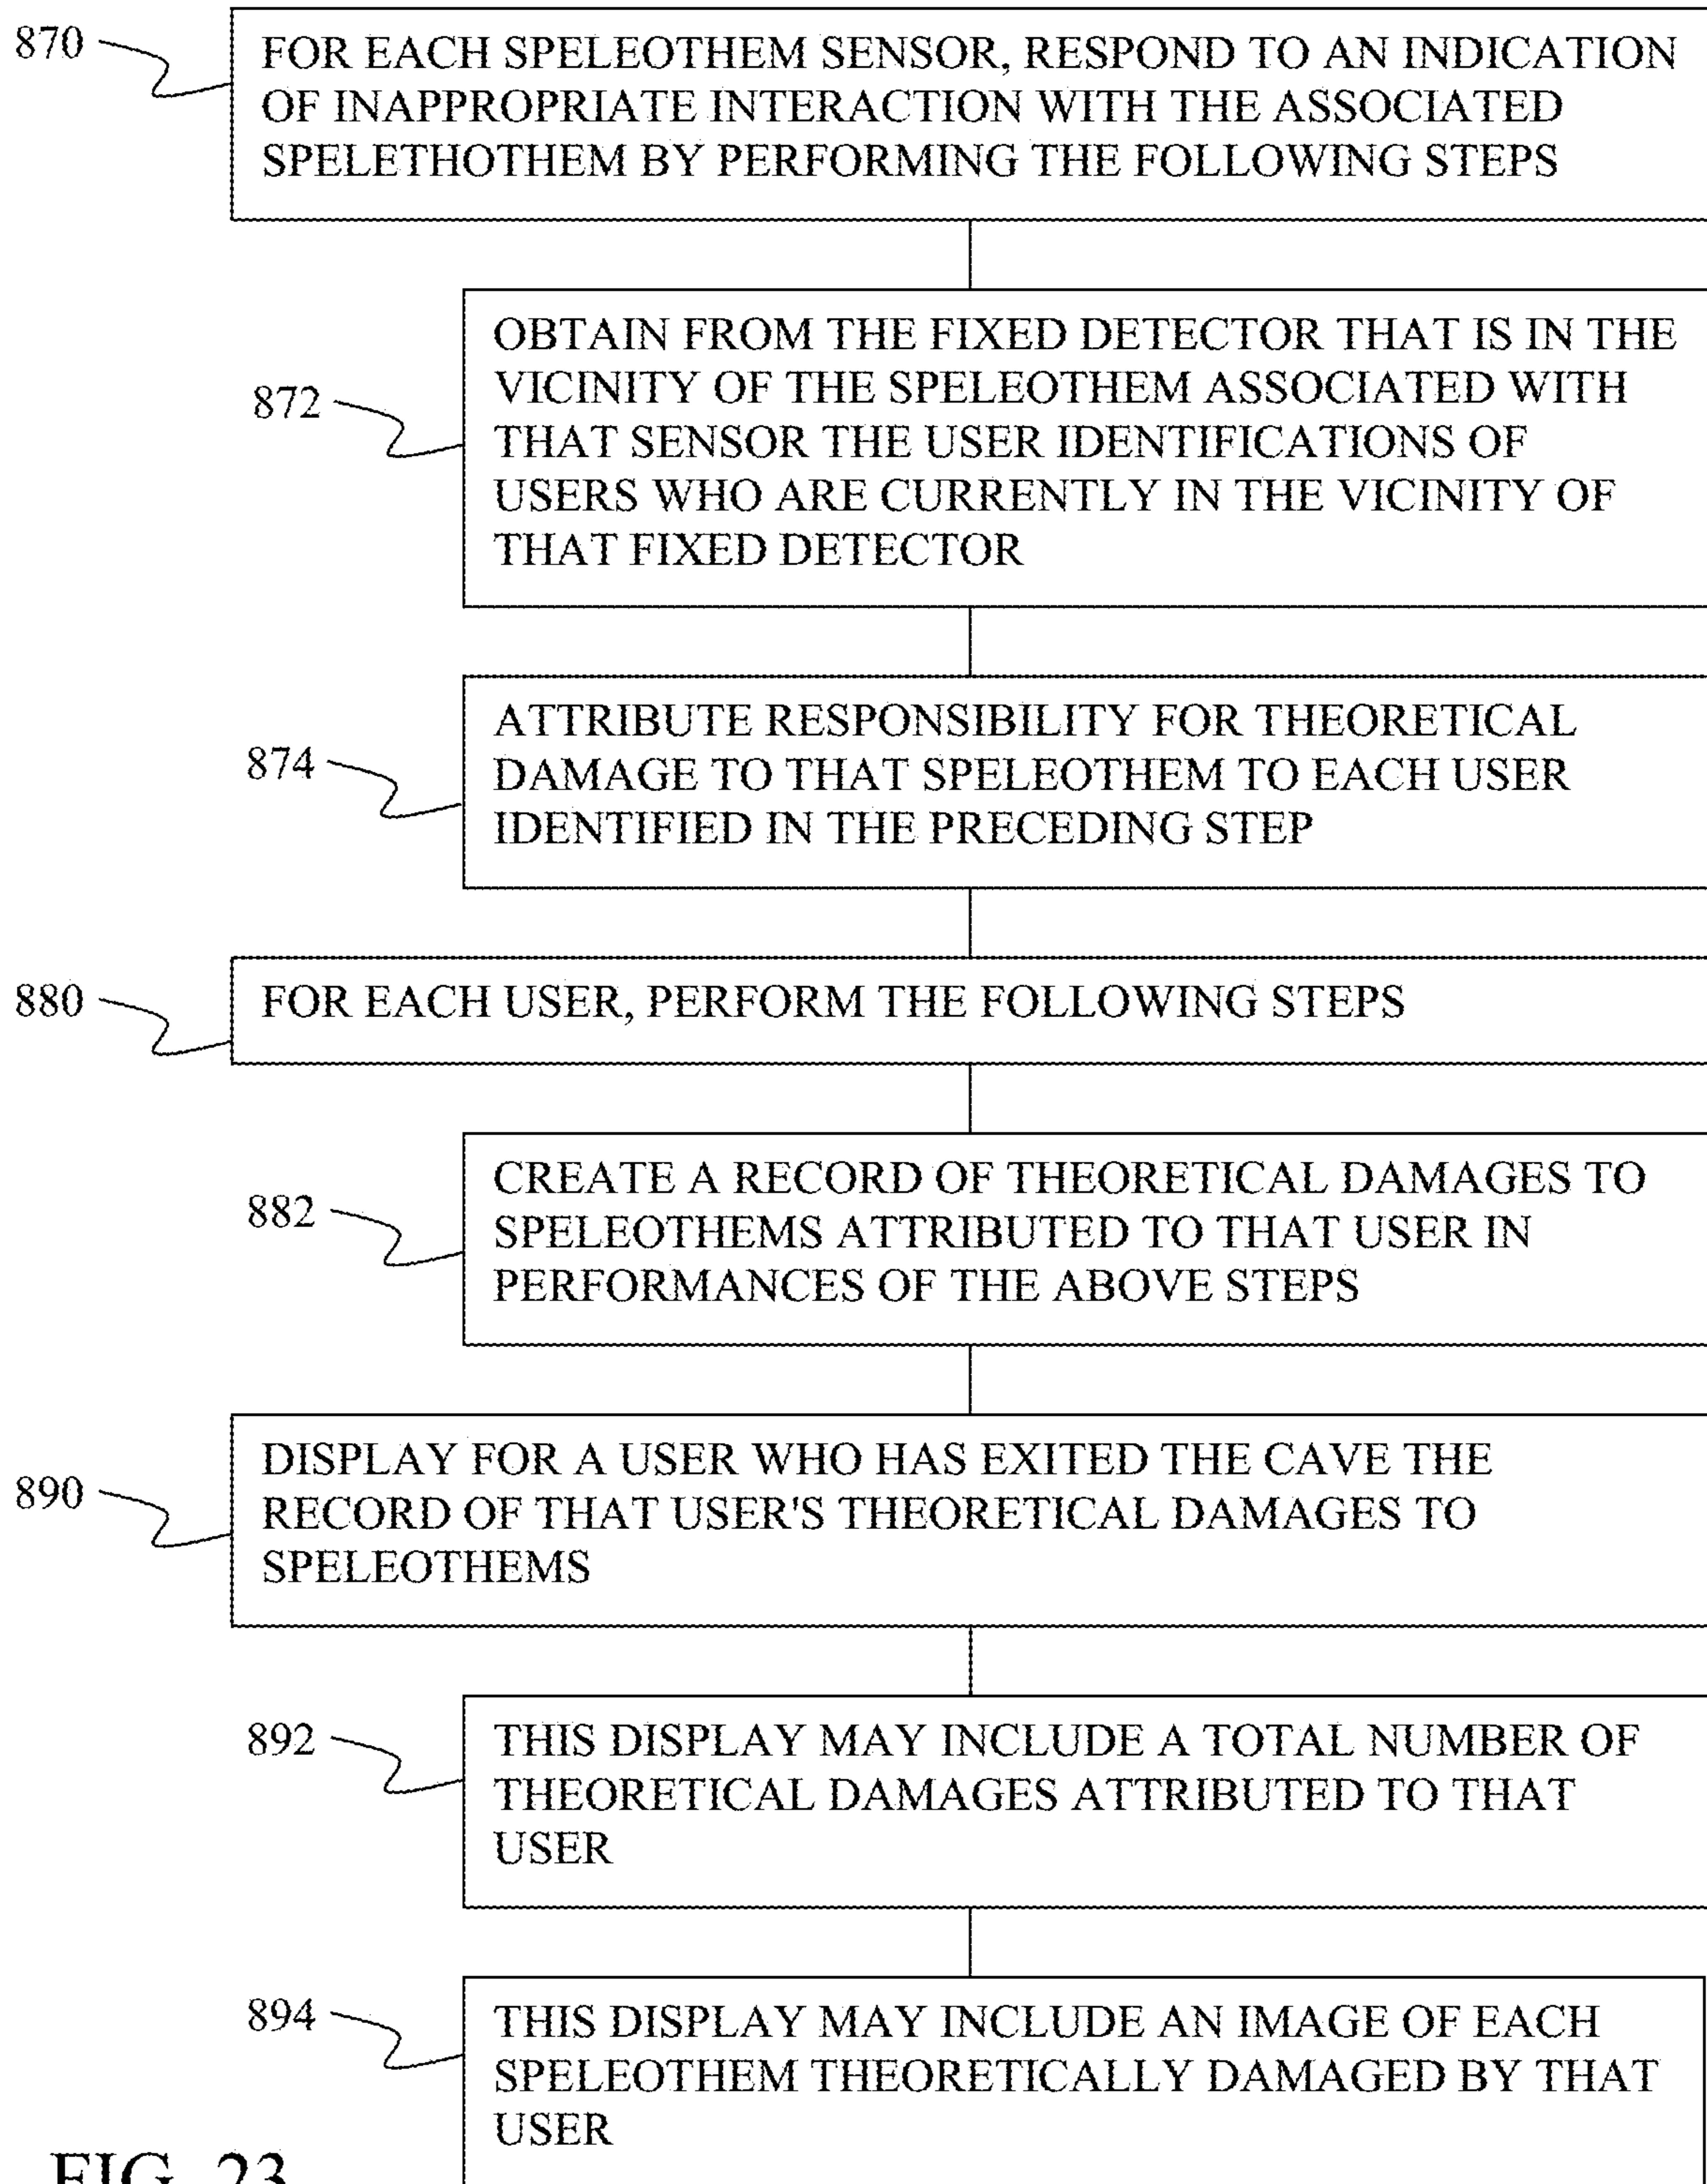 870
FOR EACH SPELEOTHEM SENSOR, RESPOND TO AN INDICATION
OF INAPPROPRIATE INTERACTION WITH THE ASSOCIATED
SPELETHOTHEM BY PERFORMING THE FOLLOWING STEPS
872
OBTAIN FROM THE FIXED DETECTOR THAT IS IN THE
VICINITY OF THE SPELEOTHEM ASSOCIATED WITH
THAT SENSOR THE USER IDENTIFICATIONS OF
USERS WHO ARE CURRENTLY IN THE VICINITY OF
THAT FIXED DETECTOR
874
ATTRIBUTE RESPONSIBILITY FOR THEORETICAL
DAMAGE TO THAT SPELEOTHEM TO EACH USER
IDENTIFIED IN THE PRECEDING STEP
880
FOR EACH USER, PERFORM THE FOLLOWING STEPS
882
CREATE A RECORD OF THEORETICAL DAMAGES TO
SPELEOTHEMS ATTRIBUTED TO THAT USER IN
PERFORMANCES OF THE ABOVE STEPS
890
DISPLAY FOR A USER WHO HAS EXITED THE CAVE THE
RECORD OF THAT USER'S THEORETICAL DAMAGES TO
SPELEOTHEMS
892
THIS DISPLAY MAY INCLUDE A TOTAL NUMBER OF
THEORETICAL DAMAGES ATTRIBUTED TO THAT
USER
894
THIS DISPLAY MAY INCLUDE AN IMAGE OF EACH
SPELEOTHEM THEORETICALLY DAMAGED BY THAT
USER
FIG. 23